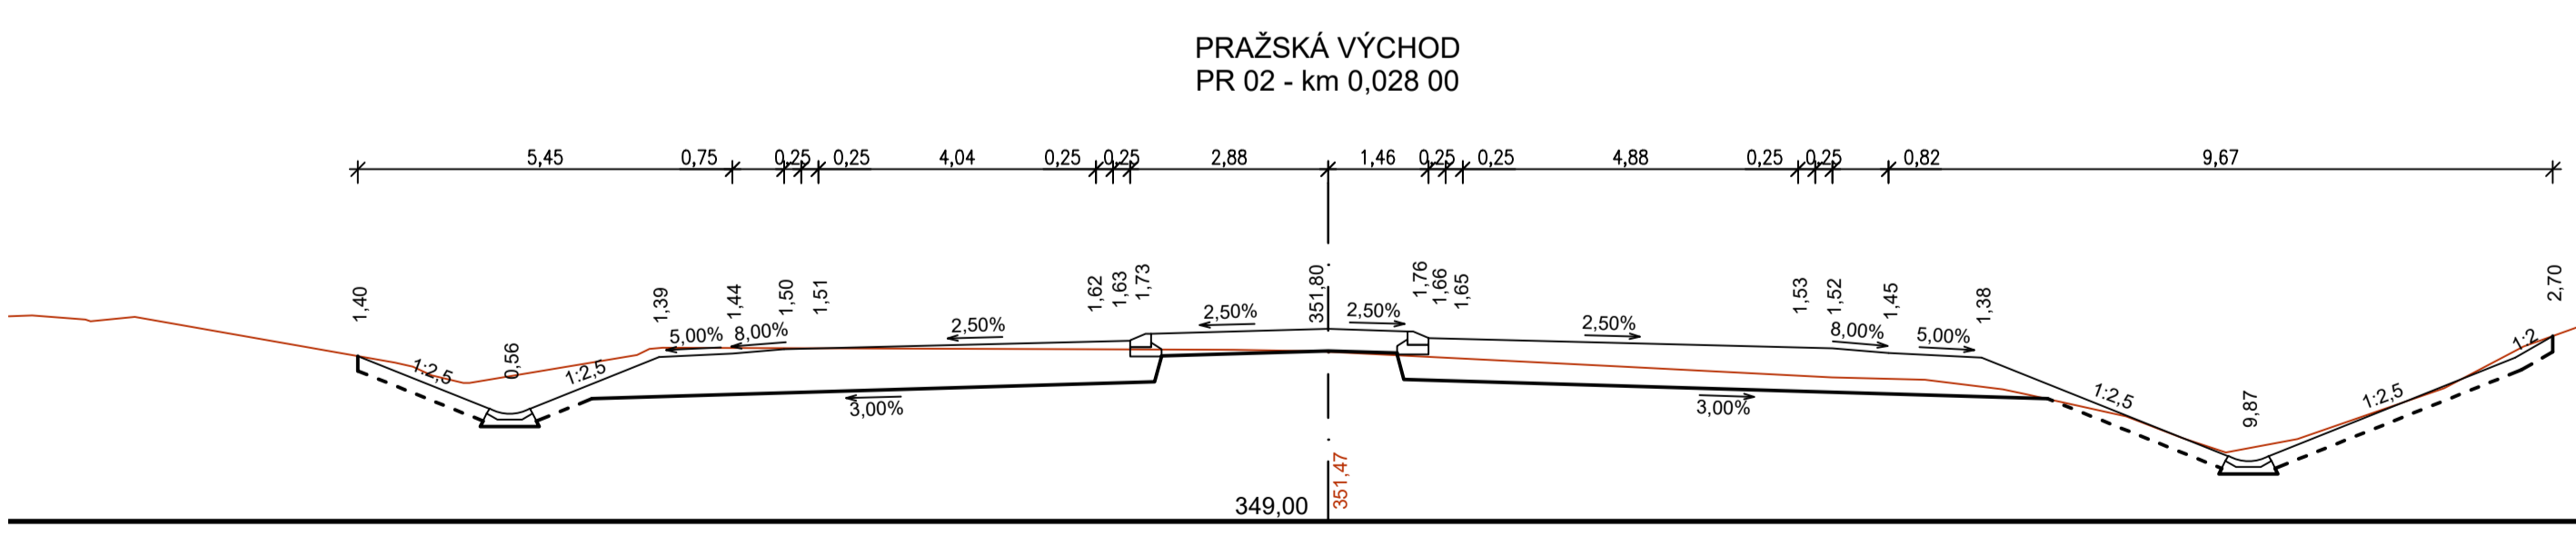 PRAŽSKÁ VÝCHOD
PR 02 - km 0,028 00
5,45 0,75 0,25 0,25 4,04 0,25 0,25 2,88 1,46 0,25 0,25 4,88 0,25 0,25 0,82 9,67
1,40 0,56 1,39 1,44 1,50 1,51 1,62 1,63 1,73 351,80 1,76 1,66 1,65 1,53 1,52 1,45 1,38 9,87 2,70
1:2,5 1:2,5 5,00% 8,00% 2,50% 2,50% 2,50% 2,50% 8,00% 5,00% 1:2,5 1:2,5 1:2
3,00% 3,00%
351,47
349,00